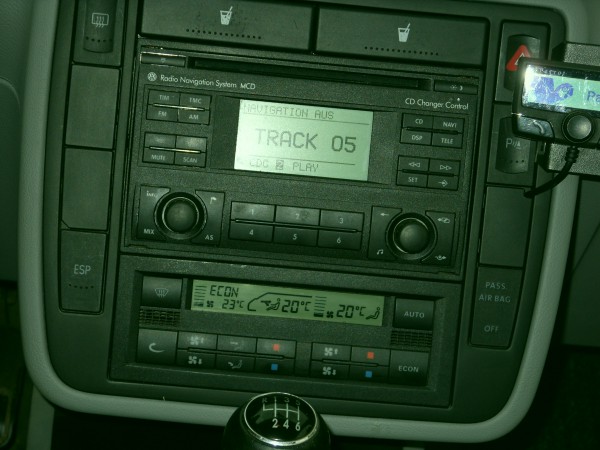 Radio Navigation System MCD
CD Changer Control
TIM TMC
FM AM
MUTE SCAN
NAVIGATION AUS
TRACK 05
CDC PLAY
CD NAVI
DSP TELE
SET
MIX AS
1 2 3
4 5 6
ESP
ECON
23°C 20°C 20°C
AUTO
ECON
PASS
AIR BAG
OFF
2 4 6